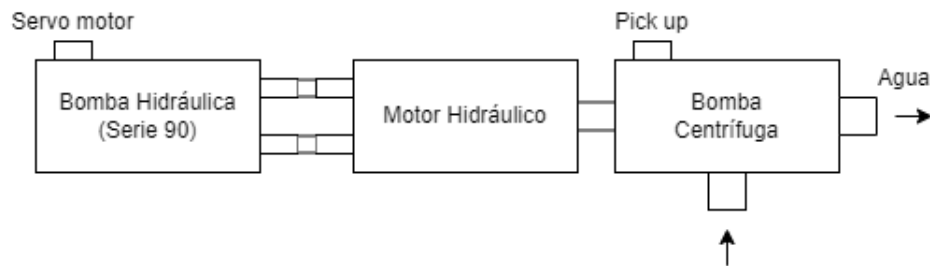 Servo motor
Pick up
Bomba Hidráulica
(Serie 90)
Motor Hidráulico
Bomba
Centrífuga
Agua